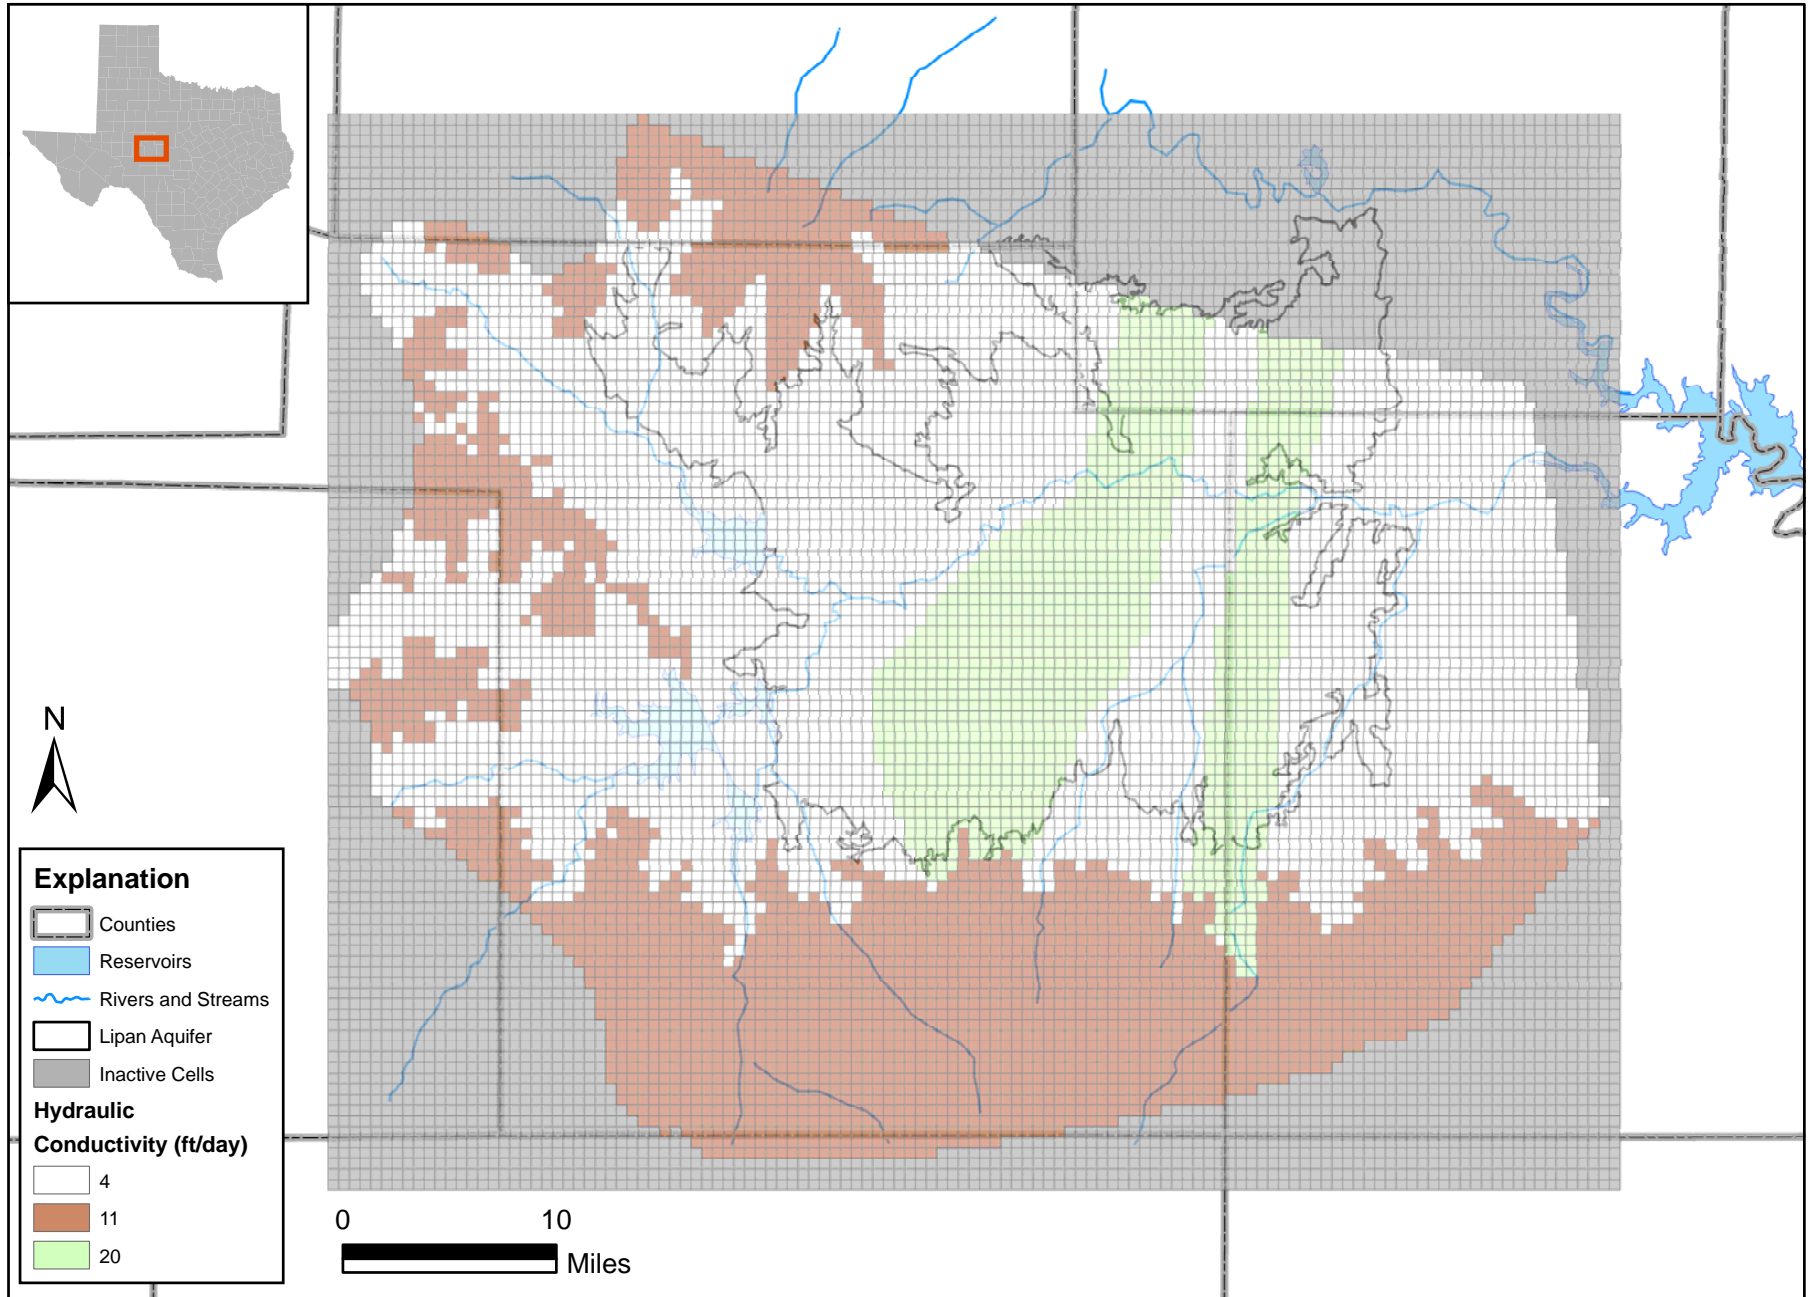 N
Explanation
Counties
Reservoirs
Rivers and Streams
Lipan Aquifer
Inactive Cells
Hydraulic
Conductivity (ft/day)
4
11
20
0 10
Miles